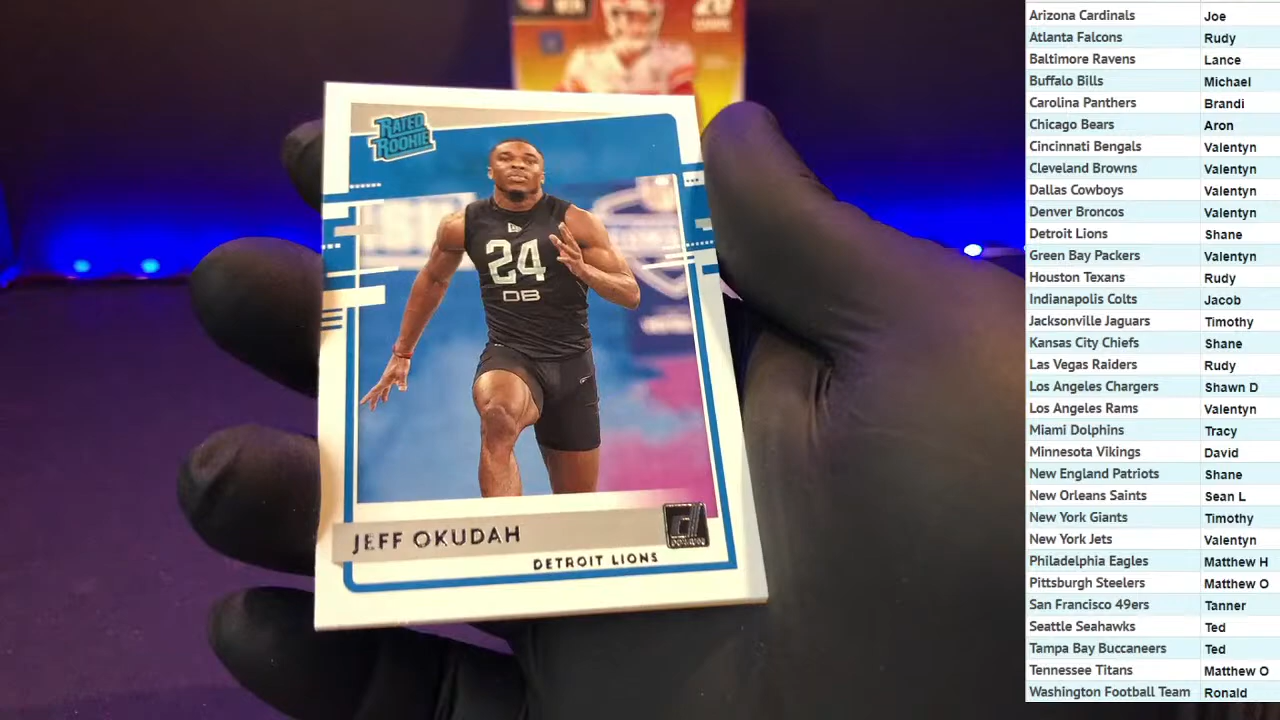 RATED
ROOKIE
24
DB
JEFF OKUDAH
DETROIT LIONS
Arizona Cardinals Joe
Atlanta Falcons Rudy
Baltimore Ravens Lance
Buffalo Bills Michael
Carolina Panthers Brandi
Chicago Bears Aron
Cincinnati Bengals Valentyn
Cleveland Browns Valentyn
Dallas Cowboys Valentyn
Denver Broncos Valentyn
Detroit Lions Shane
Green Bay Packers Valentyn
Houston Texans Rudy
Indianapolis Colts Jacob
Jacksonville Jaguars Timothy
Kansas City Chiefs Shane
Las Vegas Raiders Rudy
Los Angeles Chargers Shawn D
Los Angeles Rams Valentyn
Miami Dolphins Tracy
Minnesota Vikings David
New England Patriots Shane
New Orleans Saints Sean L
New York Giants Timothy
New York Jets Valentyn
Philadelphia Eagles Matthew H
Pittsburgh Steelers Matthew O
San Francisco 49ers Tanner
Seattle Seahawks Ted
Tampa Bay Buccaneers Ted
Tennessee Titans Matthew O
Washington Football Team Ronald